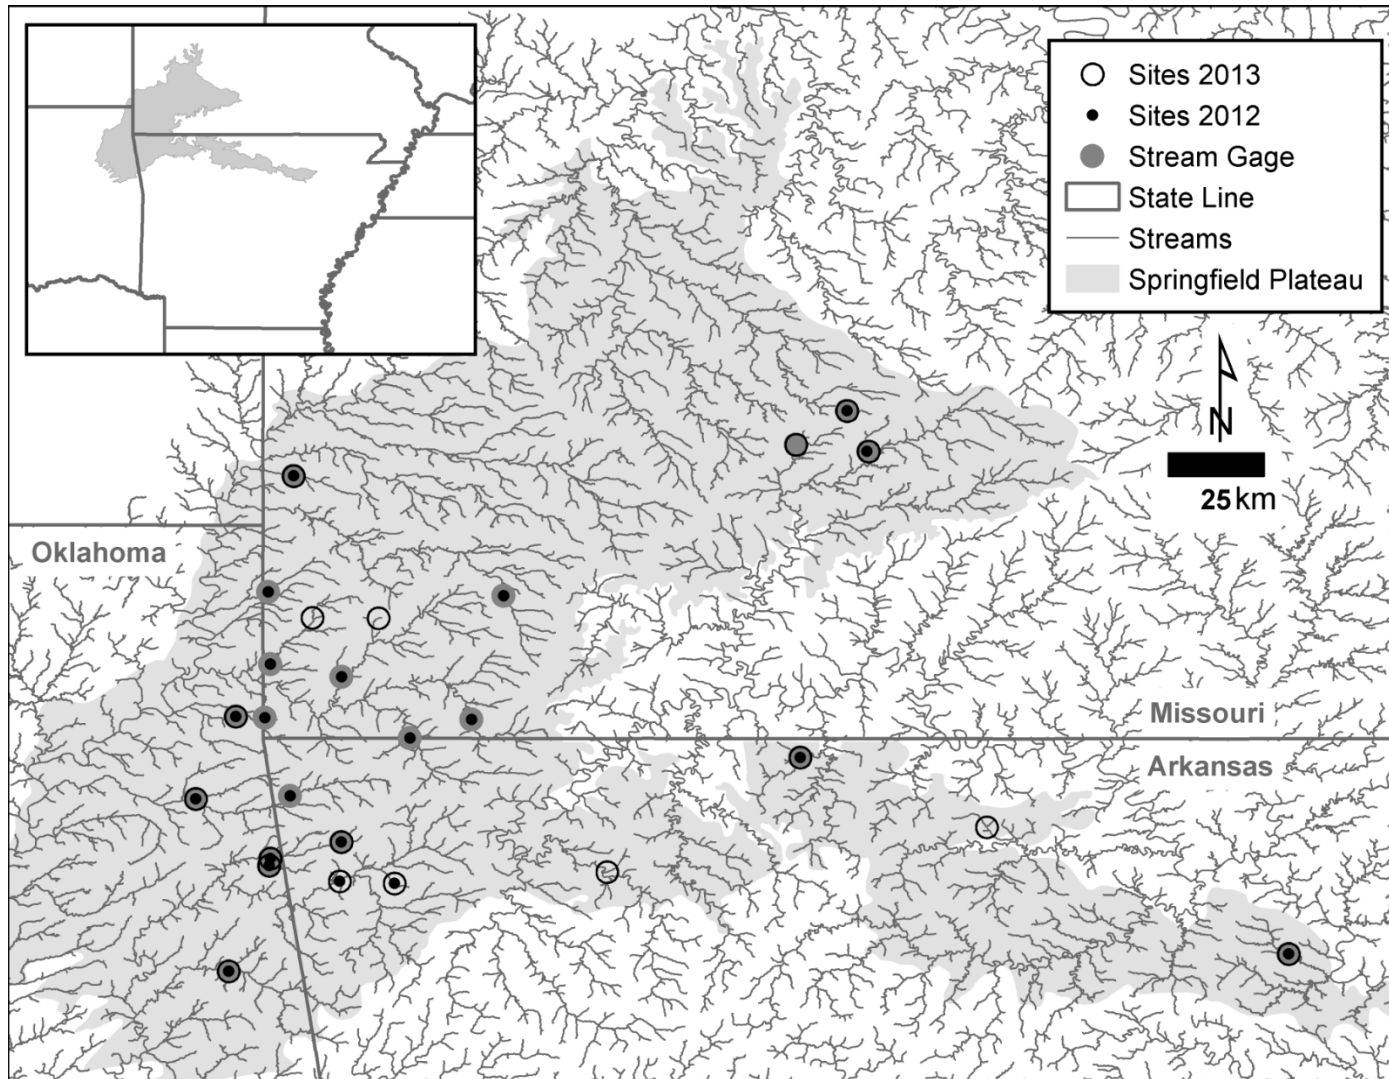 Sites 2013
Sites 2012
Stream Gage
State Line
Streams
Springfield Plateau
N
25 km
Oklahoma
Missouri
Arkansas